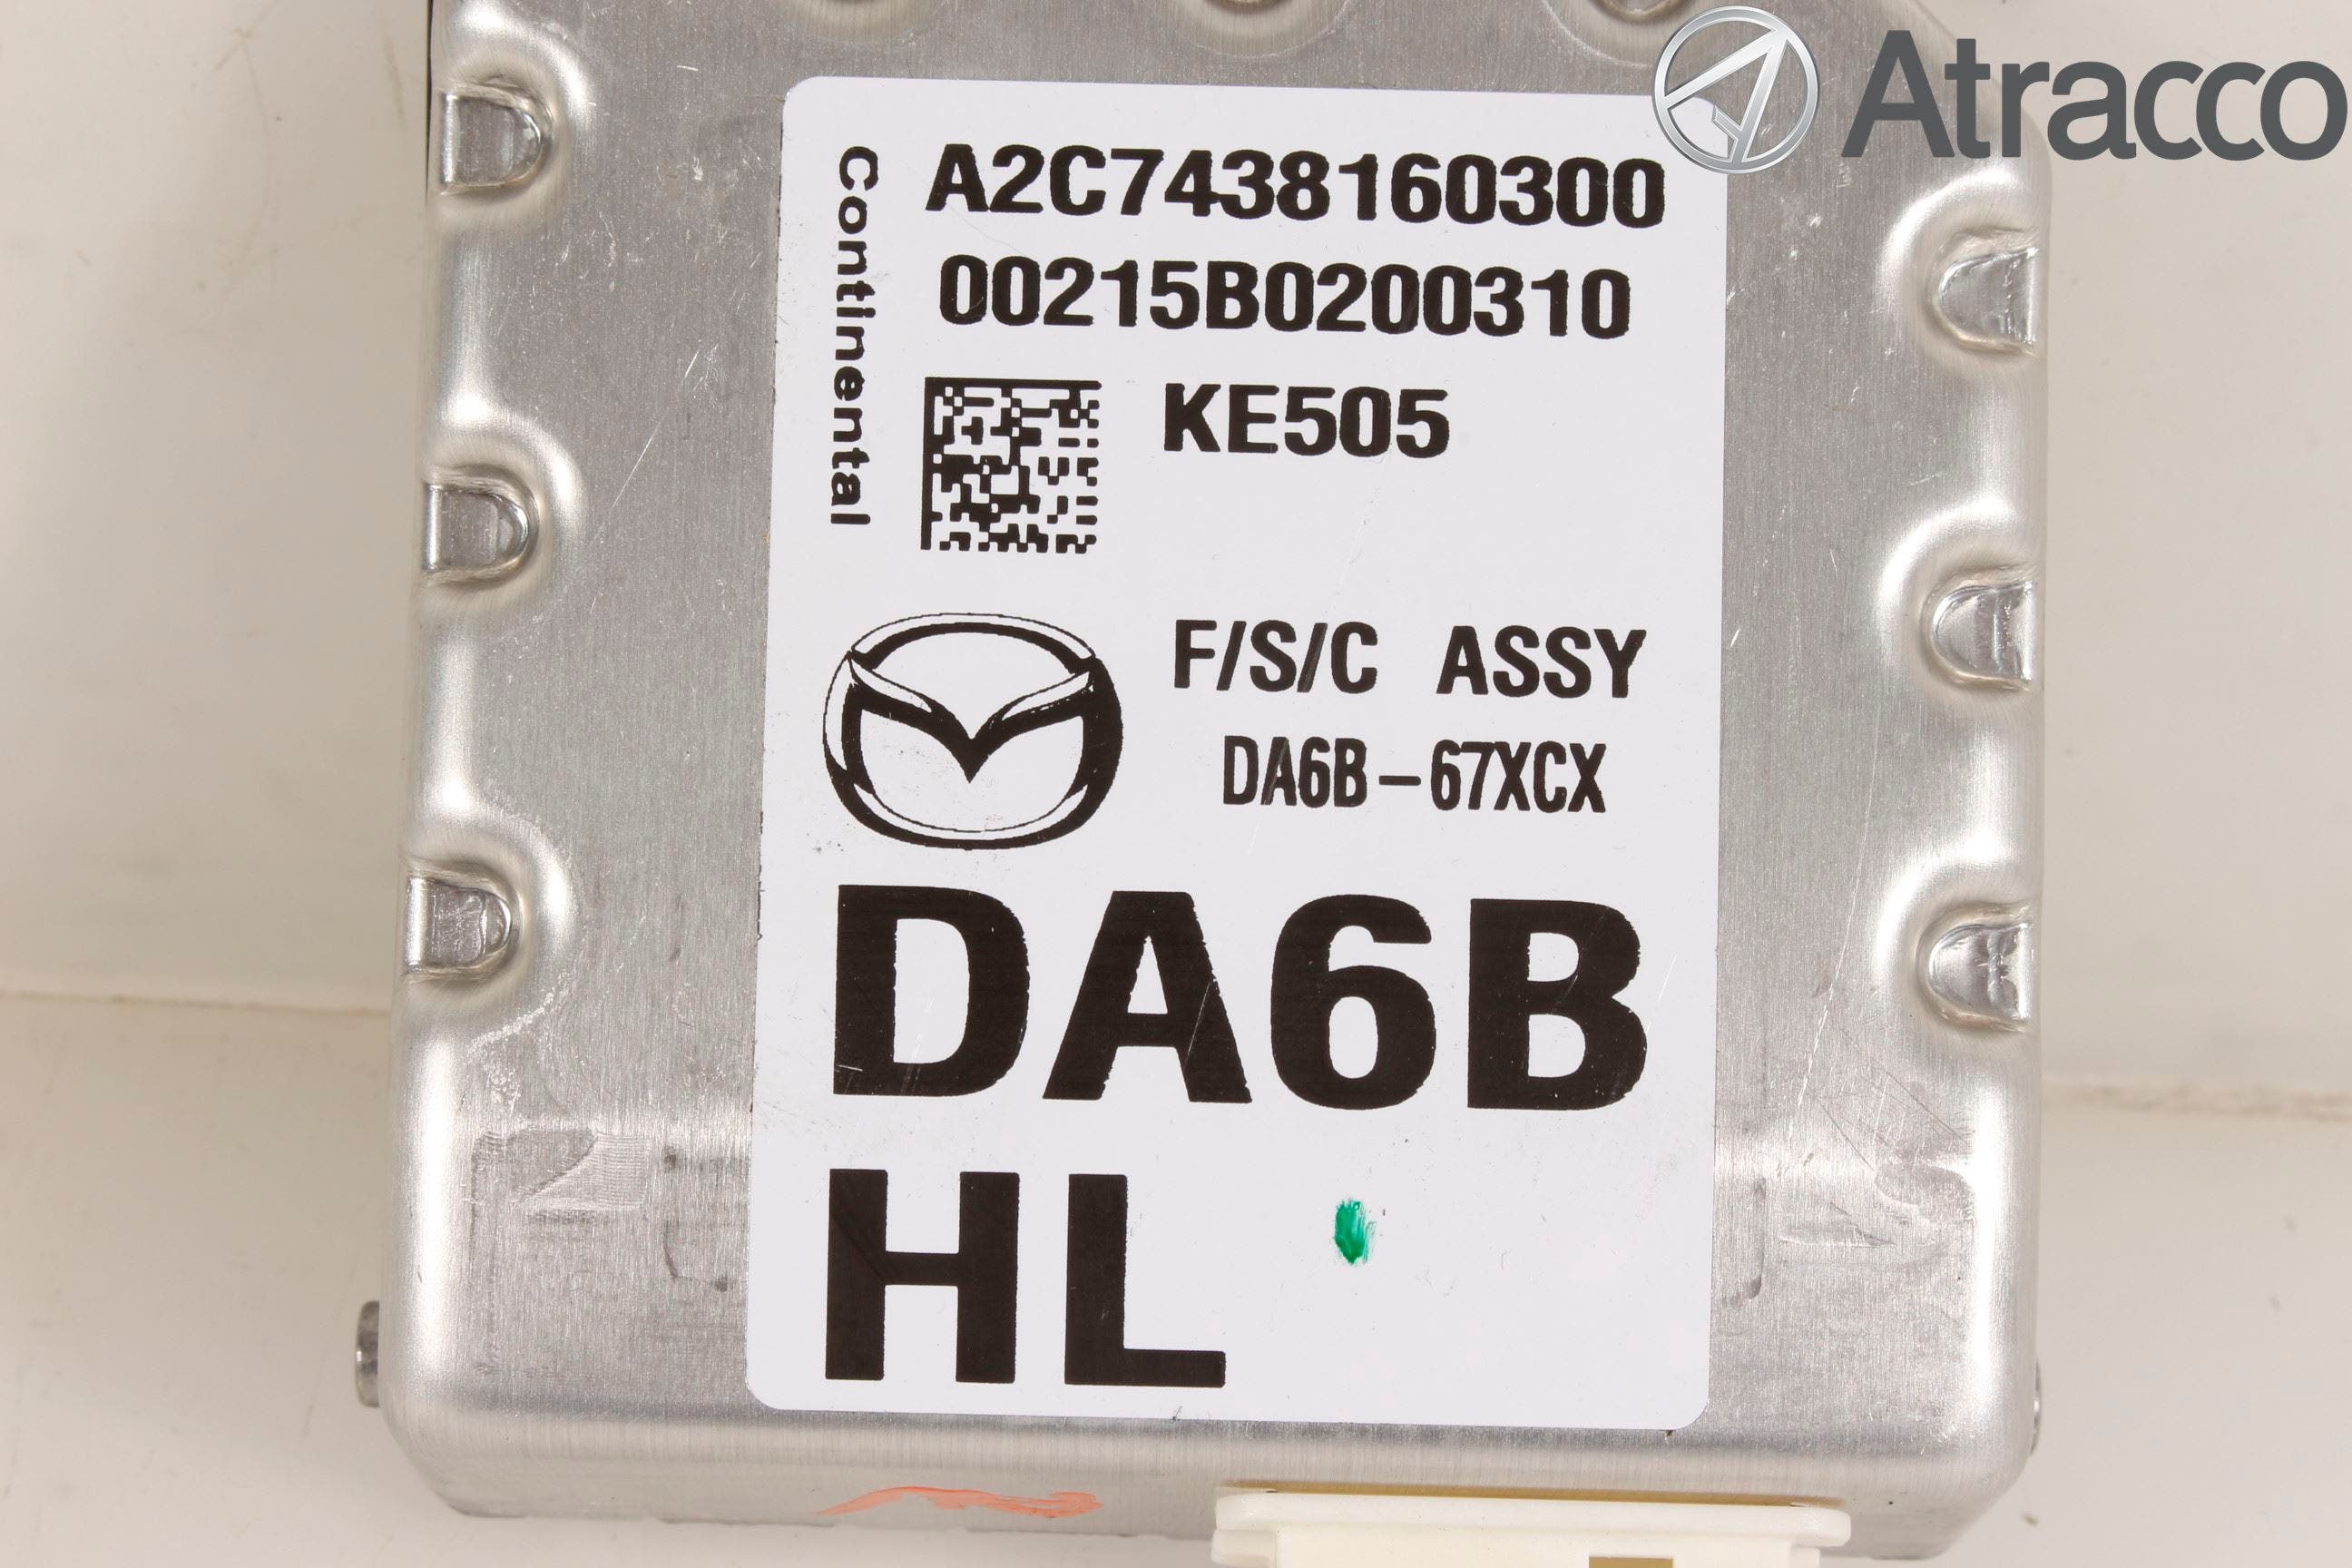 Atracco
Continental
A2C7438160300
00215B0200310
KE505
F/S/C ASSY
DA6B-67XCX
DA6B
HL